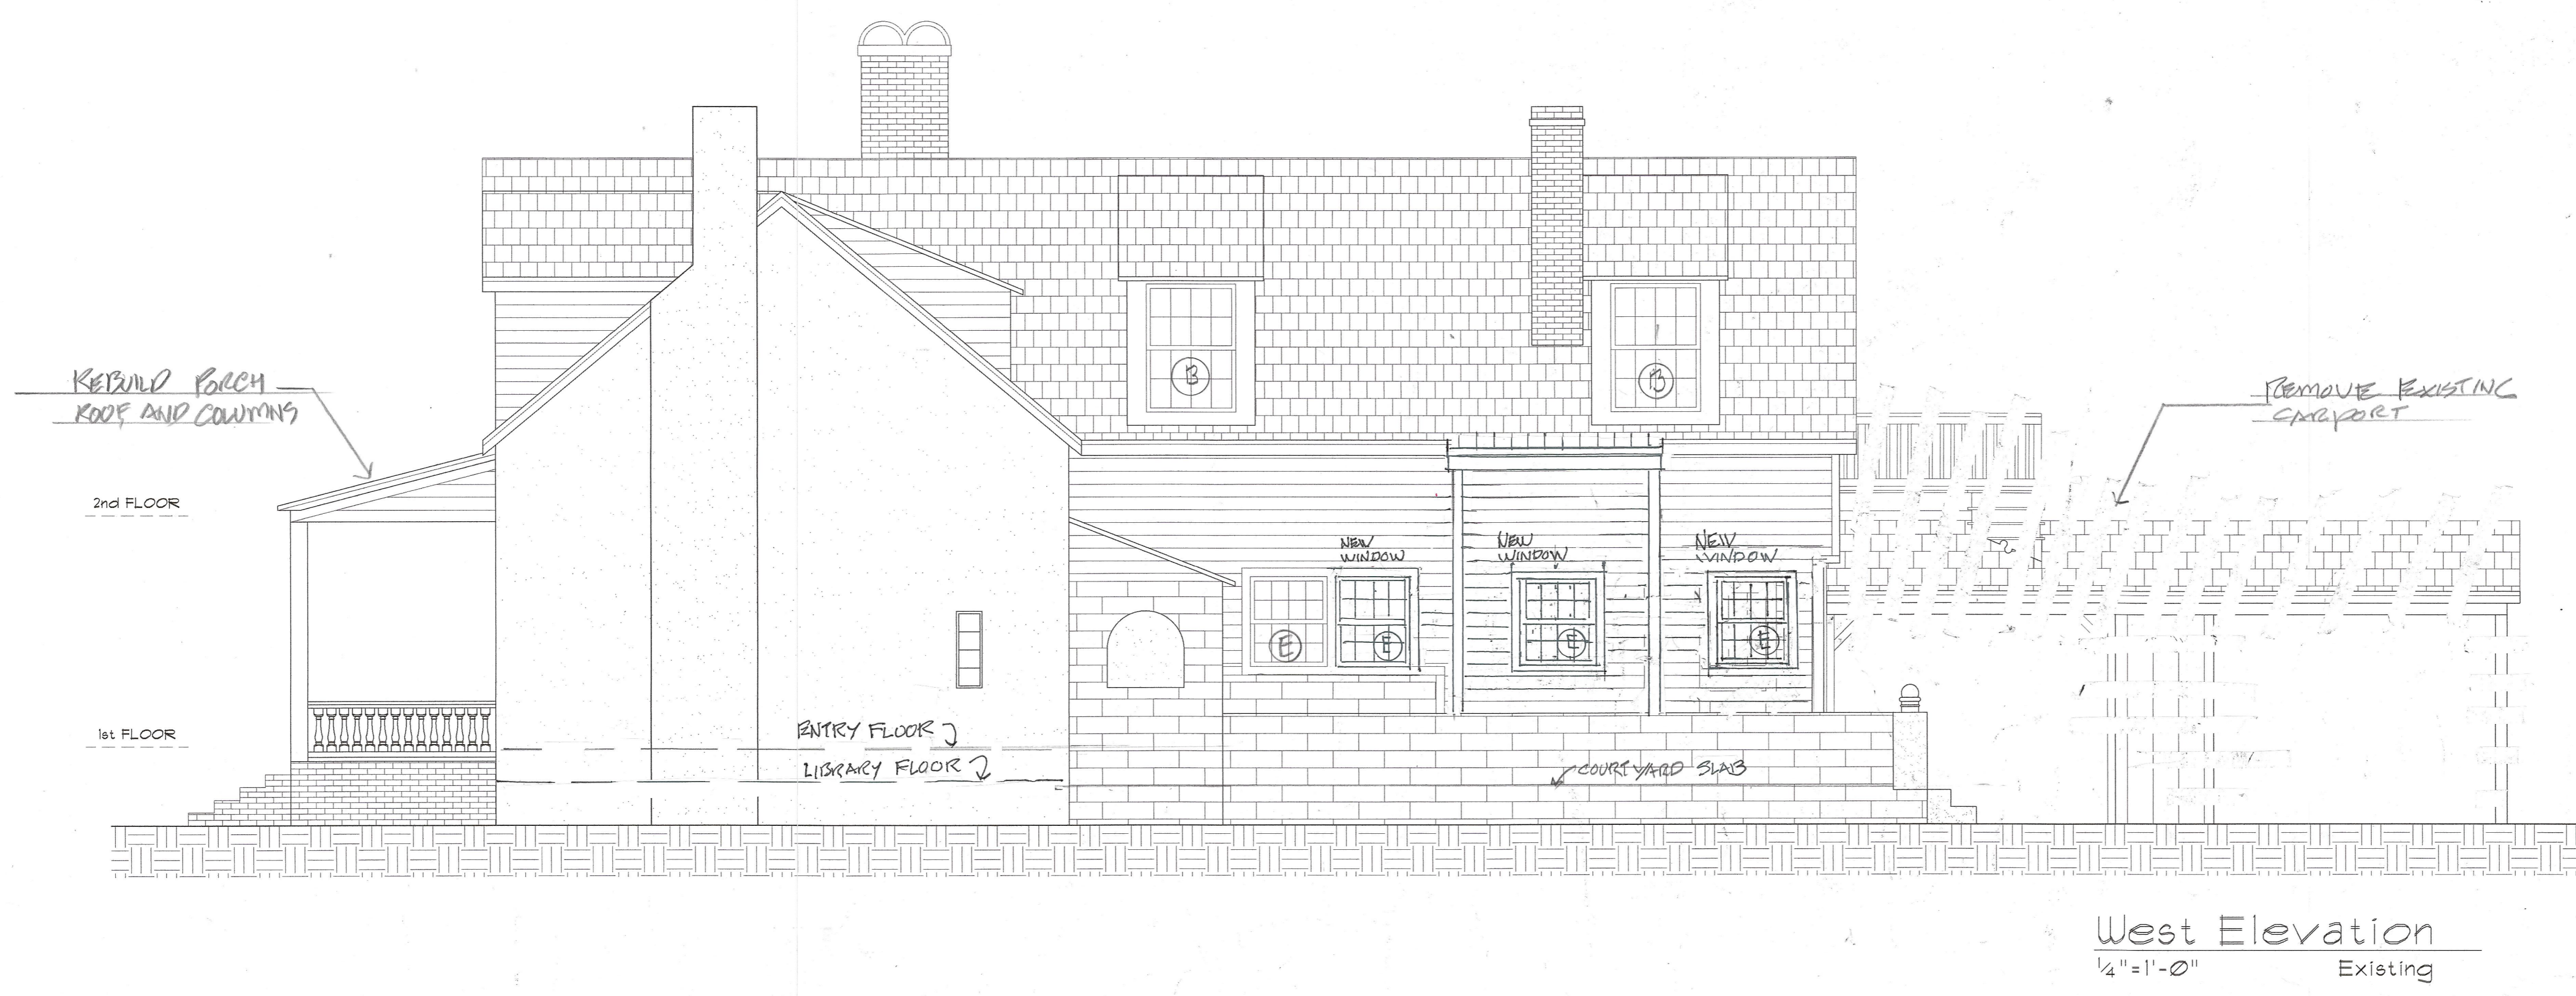 REBUILD PORCH
ROOF AND COLUMNS
REMOVE EXISTING
CARPORT
B
B
2nd FLOOR
NEW
WINDOW
NEW
WINDOW
NEW
WINDOW
E
E
E
E
1st FLOOR
ENTRY FLOOR
LIBRARY FLOOR
COURTYARD SLAB
West Elevation
1/4"=1'-0"
Existing